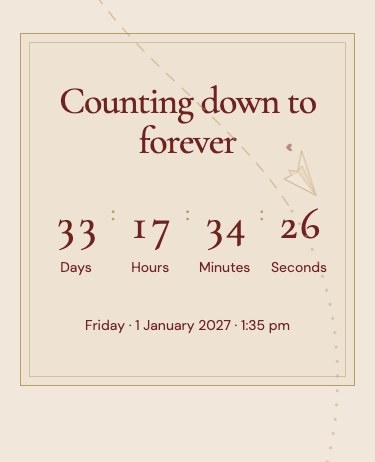 Counting down to
forever
33 : 17 : 34 : 26
Days Hours Minutes Seconds
Friday · 1 January 2027 · 1:35 pm